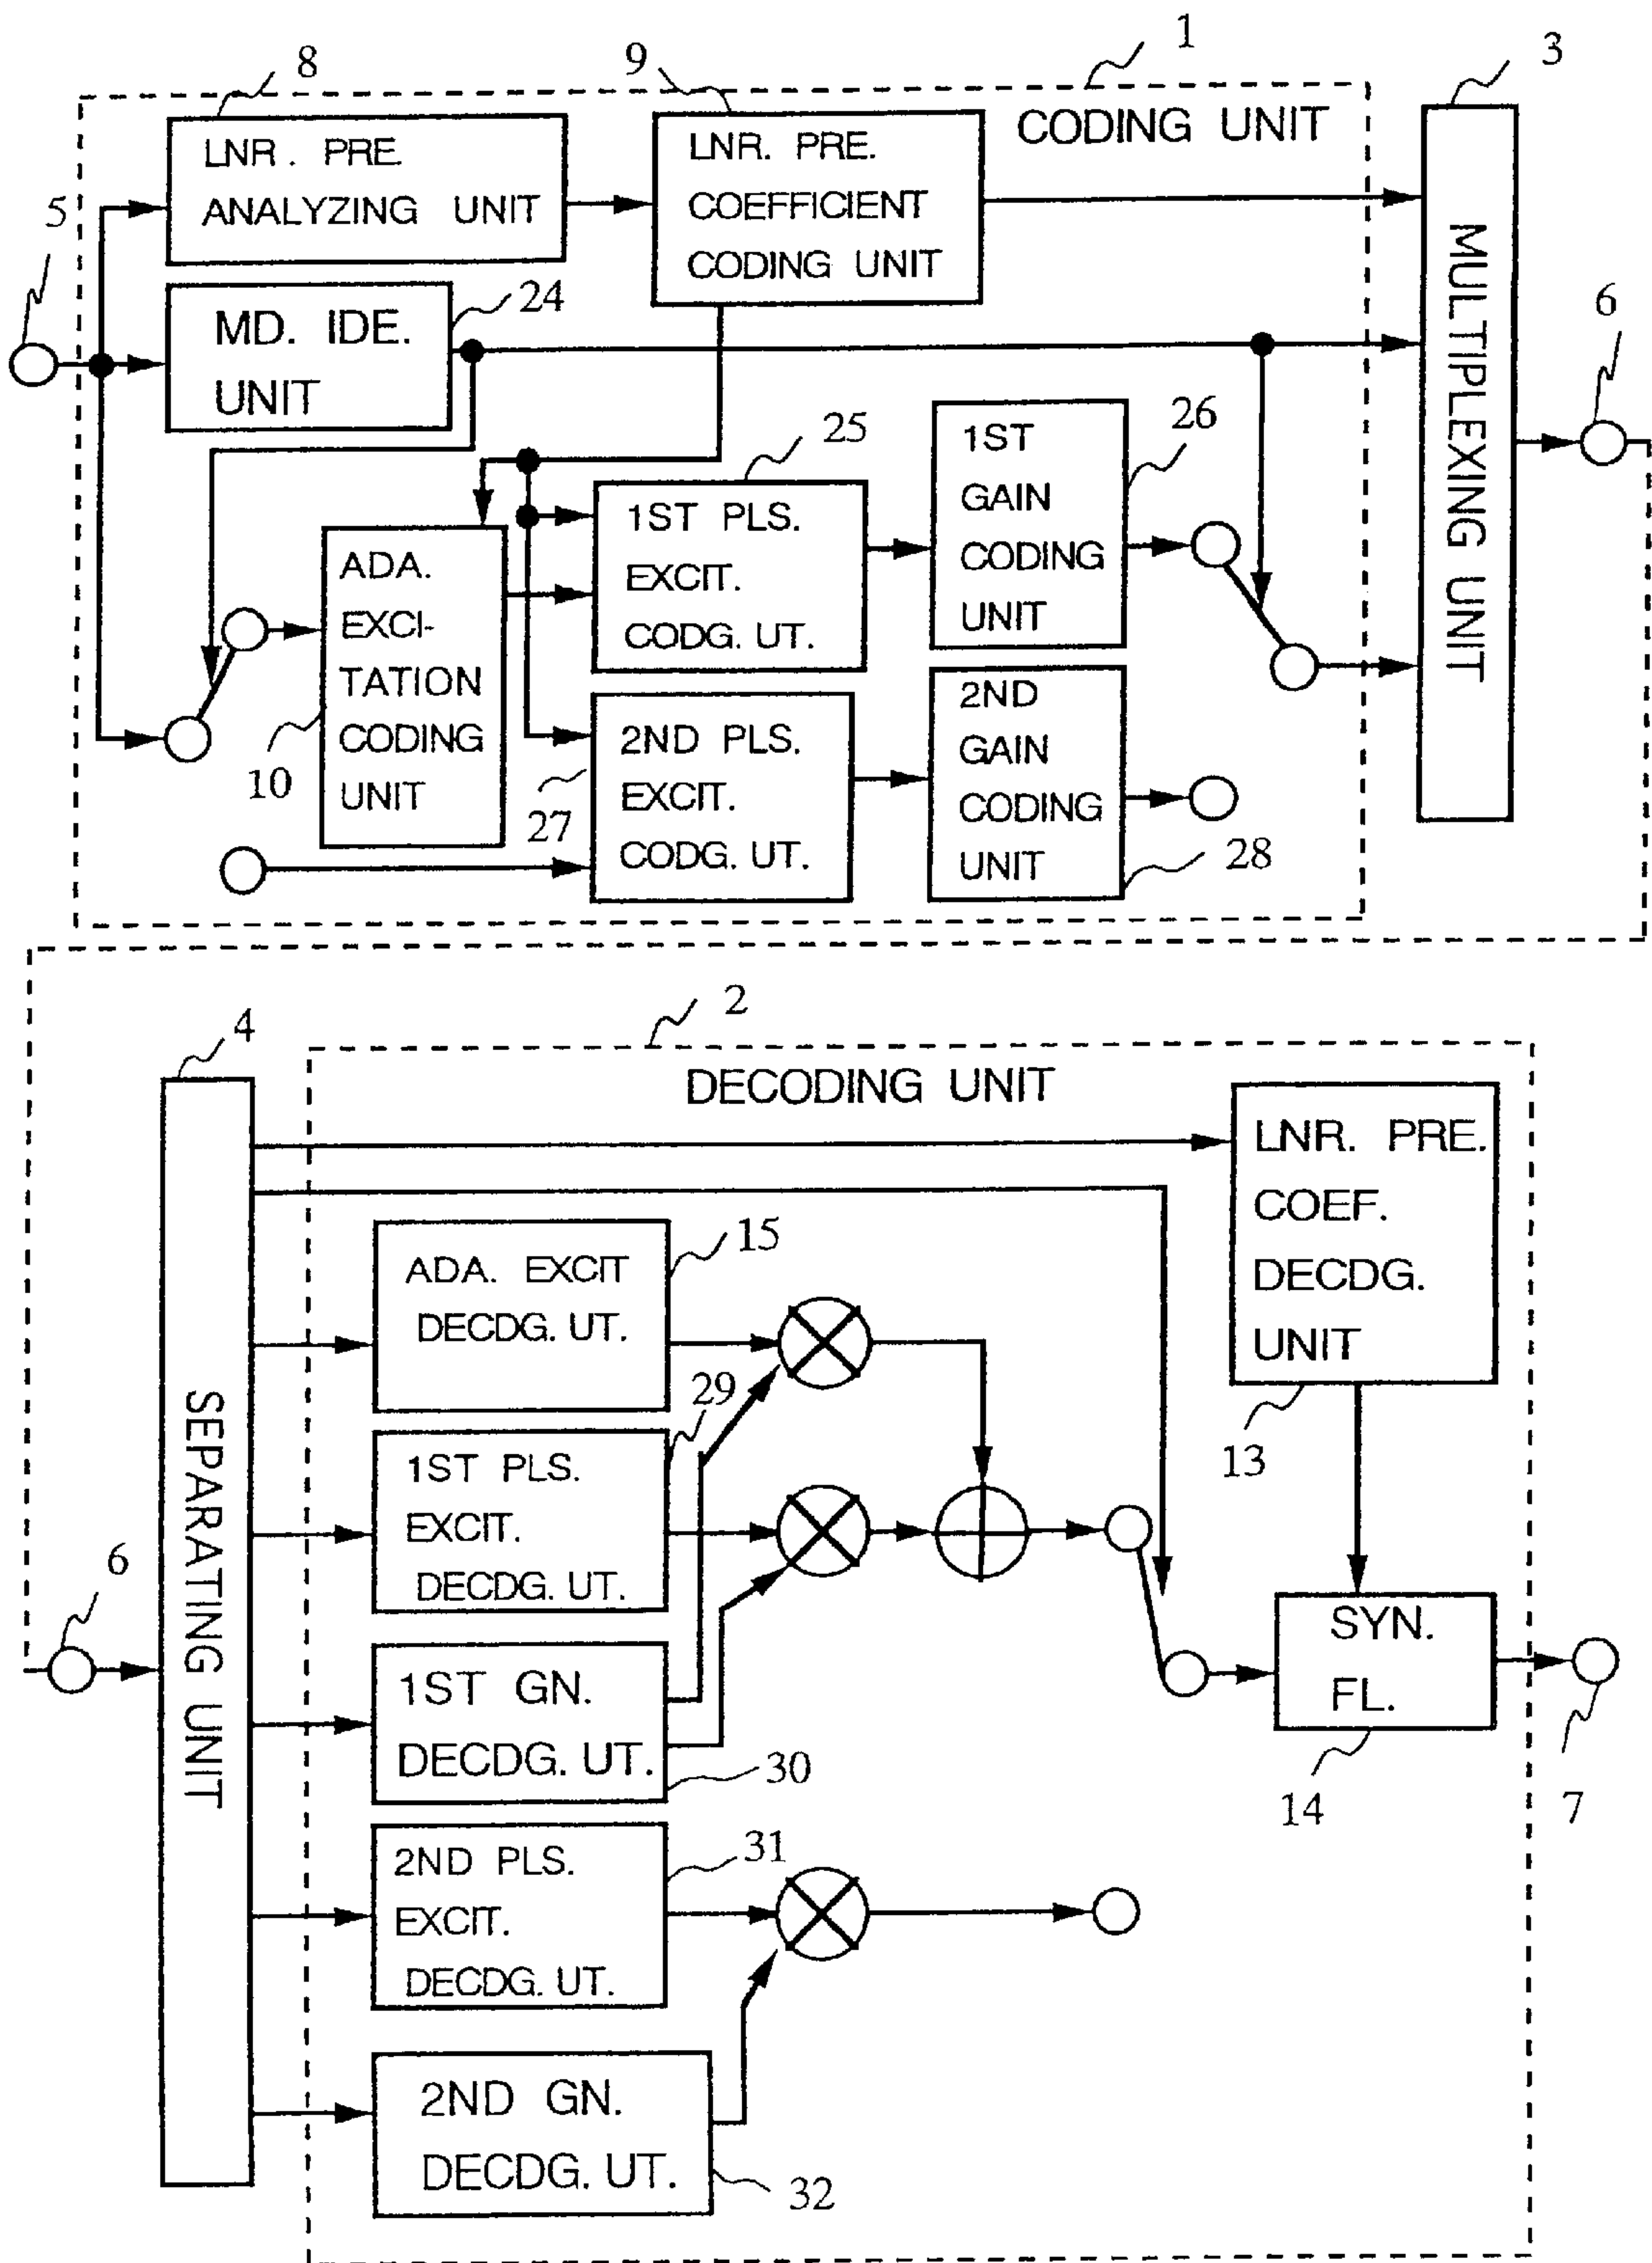 1
3
8
9
CODING UNIT
LNR. PRE.
ANALYZING UNIT
LNR. PRE.
COEFFICIENT
CODING UNIT
5
24
MD. IDE.
UNIT
MULTIPLEXING UNIT
6
25
26
1ST
GAIN
CODING
UNIT
1ST PLS.
EXCIT.
CODG. UT.
ADA.
EXCI-
TATION
CODING
UNIT
10
27
2ND PLS.
EXCIT.
CODG. UT.
2ND
GAIN
CODING
UNIT
28
2
4
DECODING UNIT
LNR. PRE.
COEF.
DECDG.
UNIT
13
15
ADA. EXCIT
DECDG. UT.
29
SEPARATING UNIT
1ST PLS.
EXCIT.
DECDG. UT.
6
1ST GN.
DECDG. UT.
30
SYN.
FL.
14
7
31
2ND PLS.
EXCIT.
DECDG. UT.
2ND GN.
DECDG. UT.
32